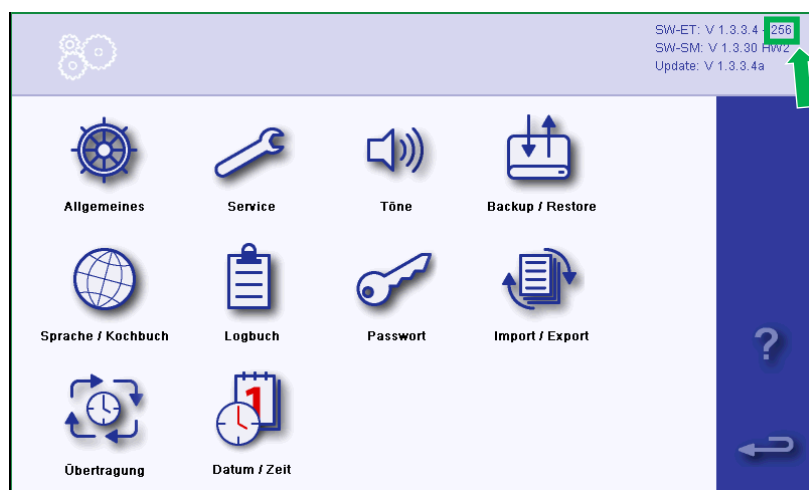 SW-ET: V 1.3.3.4 - 256
SW-SM: V 1.3.30 HW2
Update: V 1.3.3.4a
Allgemeines
Service
Töne
Backup / Restore
Sprache / Kochbuch
Logbuch
Passwort
Import / Export
1
Übertragung
Datum / Zeit
?